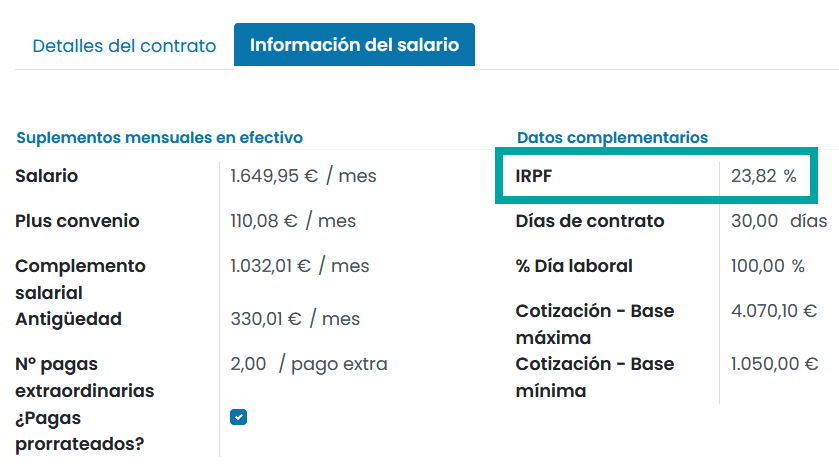 Detalles del contrato
Información del salario
Suplementos mensuales en efectivo
Salario 1.649,95 € / mes
Plus convenio 110,08 € / mes
Complemento salarial 1.032,01 € / mes
Antigüedad 330,01 € / mes
Nº pagas extraordinarias 2,00 / pago extra
¿Pagas prorrateados?
Datos complementarios
IRPF 23,82 %
Días de contrato 30,00 días
% Día laboral 100,00 %
Cotización - Base máxima 4.070,10 €
Cotización - Base mínima 1.050,00 €